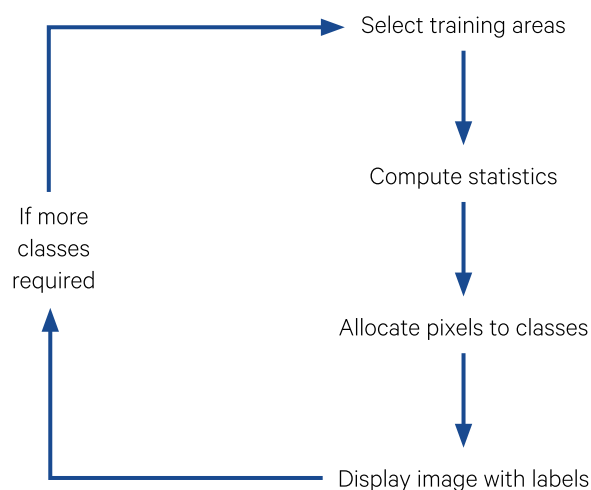 Select training areas
Compute statistics
Allocate pixels to classes
Display image with labels
If more
classes
required